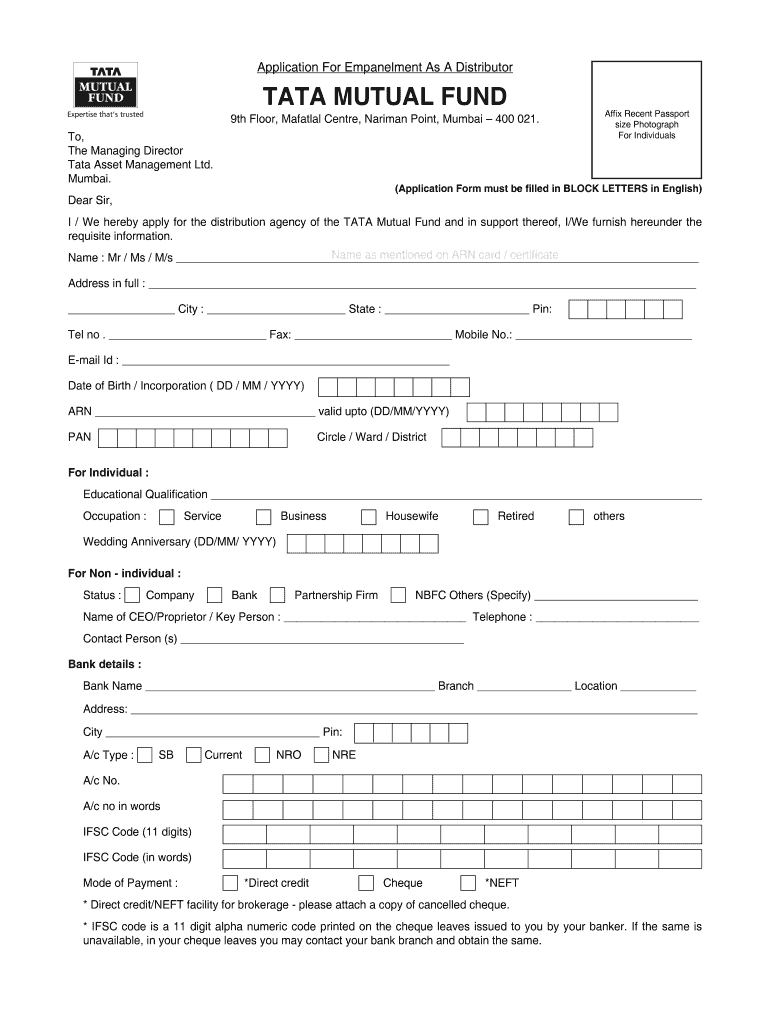 TATA
MUTUAL
FUND
Expertise that's trusted
Application For Empanelment As A Distributor
TATA MUTUAL FUND
9th Floor, Mafatlal Centre, Nariman Point, Mumbai – 400 021.
Affix Recent Passport
size Photograph
For Individuals
To,
The Managing Director
Tata Asset Management Ltd.
Mumbai.
(Application Form must be filled in BLOCK LETTERS in English)
Dear Sir,
I / We hereby apply for the distribution agency of the TATA Mutual Fund and in support thereof, I/We furnish hereunder the
requisite information.
Name : Mr / Ms / M/s Name as mentioned on ARN card / certificate
Address in full :
City : State : Pin:
Tel no . Fax: Mobile No.:
E-mail Id :
Date of Birth / Incorporation ( DD / MM / YYYY)
ARN valid upto (DD/MM/YYYY)
PAN Circle / Ward / District
For Individual :
Educational Qualification
Occupation : Service Business Housewife Retired others
Wedding Anniversary (DD/MM/ YYYY)
For Non - individual :
Status : Company Bank Partnership Firm NBFC Others (Specify)
Name of CEO/Proprietor / Key Person : Telephone :
Contact Person (s)
Bank details :
Bank Name Branch Location
Address:
City Pin:
A/c Type : SB Current NRO NRE
A/c No.
A/c no in words
IFSC Code (11 digits)
IFSC Code (in words)
Mode of Payment : *Direct credit Cheque *NEFT
* Direct credit/NEFT facility for brokerage - please attach a copy of cancelled cheque.
* IFSC code is a 11 digit alpha numeric code printed on the cheque leaves issued to you by your banker. If the same is
unavailable, in your cheque leaves you may contact your bank branch and obtain the same.